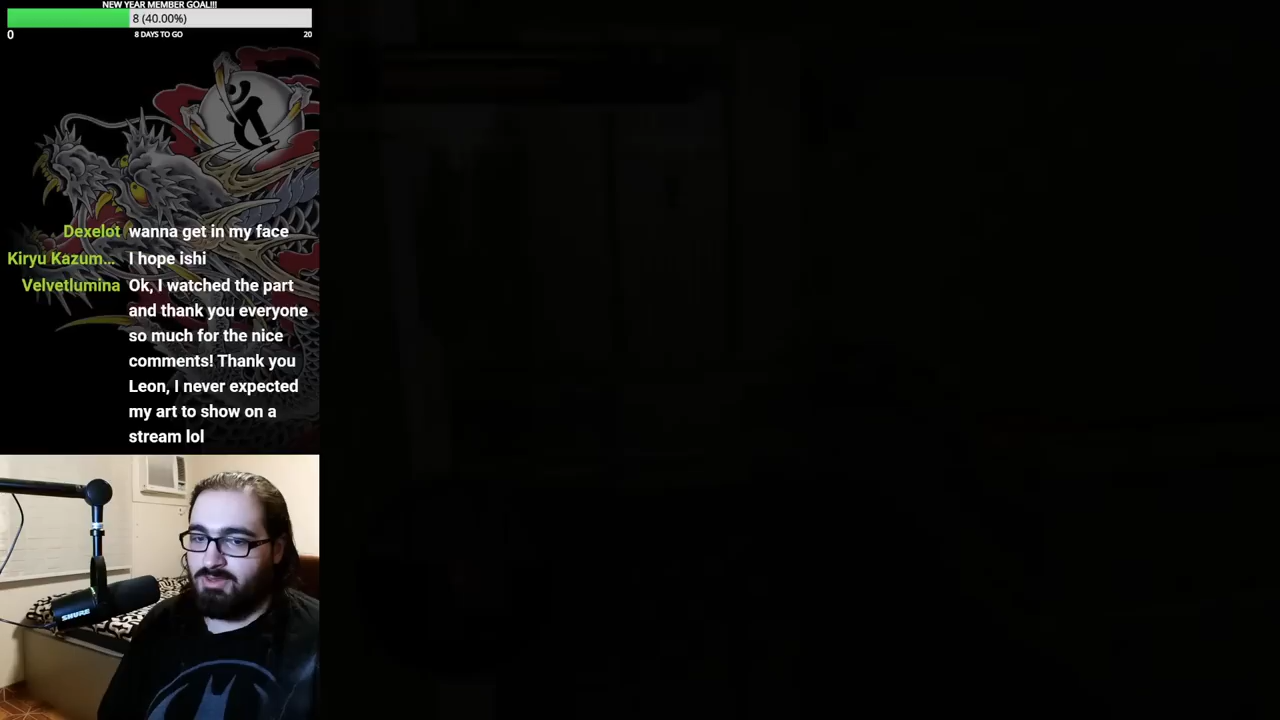 NEW YEAR MEMBER GOAL!!!
8 (40.00%)
0 8 DAYS TO GO 20
Dexelot wanna get in my face
Kiryu Kazum... I hope ishi
Velvetlumina Ok, I watched the part
and thank you everyone
so much for the nice
comments! Thank you
Leon, I never expected
my art to show on a
stream lol
SHURE